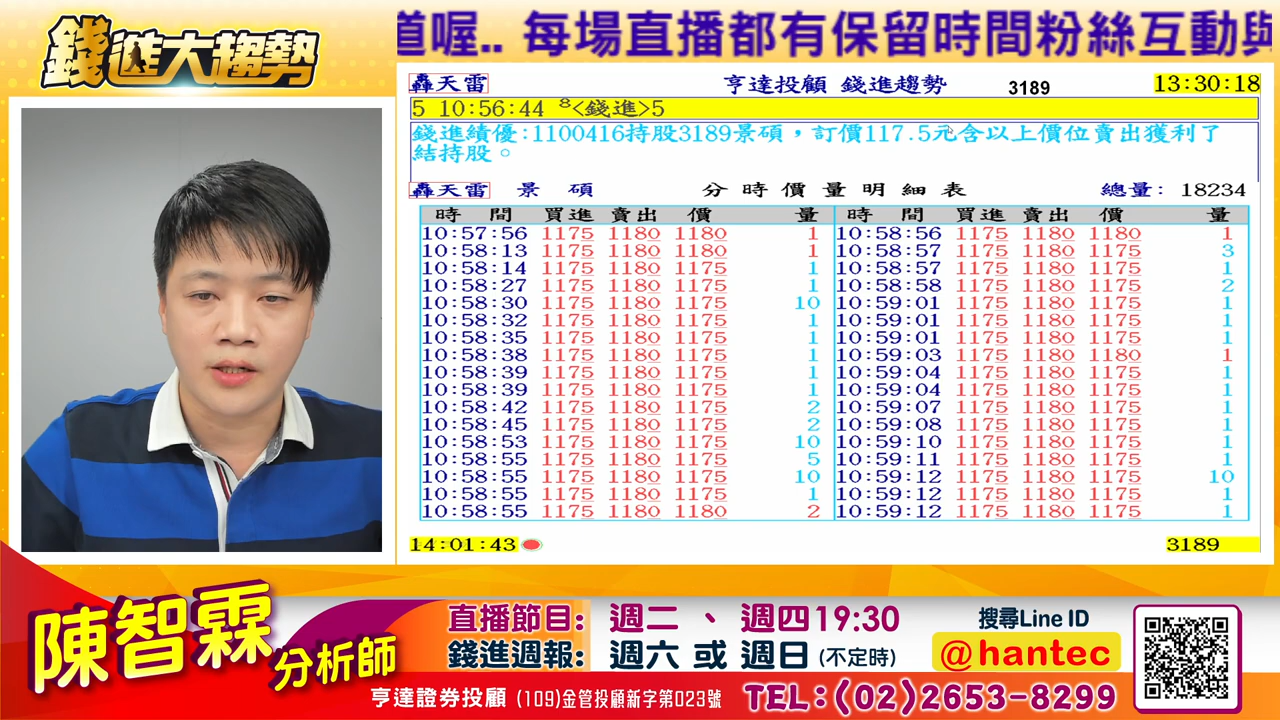 錢進大趨勢
道喔.. 每場直播都有保留時間粉絲互動與
轟天雷 亨達投顧 錢進趨勢 3189 13:30:18
5 10:56:44 8<錢進>5
錢進績優:1100416持股3189景碩,訂價117.5元含以上價位賣出獲利了
結持股。
轟天雷 景 碩 分時價量明細表 總量: 18234
時 間 買進 賣出 價 量 時 間 買進 賣出 價 量
10:57:56 1175 1180 1180 1 10:58:56 1175 1180 1180 1
10:58:13 1175 1180 1180 1 10:58:57 1175 1180 1175 3
10:58:14 1175 1180 1175 1 10:58:57 1175 1180 1175 1
10:58:27 1175 1180 1175 1 10:58:58 1175 1180 1175 2
10:58:30 1175 1180 1175 10 10:59:01 1175 1180 1175 1
10:58:32 1175 1180 1175 1 10:59:01 1175 1180 1175 1
10:58:35 1175 1180 1175 1 10:59:01 1175 1180 1175 1
10:58:38 1175 1180 1175 1 10:59:03 1175 1180 1180 1
10:58:39 1175 1180 1175 1 10:59:04 1175 1180 1175 1
10:58:39 1175 1180 1175 1 10:59:04 1175 1180 1175 1
10:58:42 1175 1180 1175 2 10:59:07 1175 1180 1175 1
10:58:45 1175 1180 1175 2 10:59:08 1175 1180 1175 1
10:58:53 1175 1180 1175 10 10:59:10 1175 1180 1175 1
10:58:55 1175 1180 1175 5 10:59:11 1175 1180 1175 1
10:58:55 1175 1180 1175 10 10:59:12 1175 1180 1175 10
10:58:55 1175 1180 1175 1 10:59:12 1175 1180 1175 1
10:58:55 1175 1180 1180 2 10:59:12 1175 1180 1175 1
14:01:43 3189
陳智霖 分析師
直播節目: 週二 、 週四19:30
錢進週報: 週六 或 週日 (不定時)
搜尋Line ID
@hantec
亨達證券投顧 (109)金管投顧新字第023號 TEL:(02)2653-8299